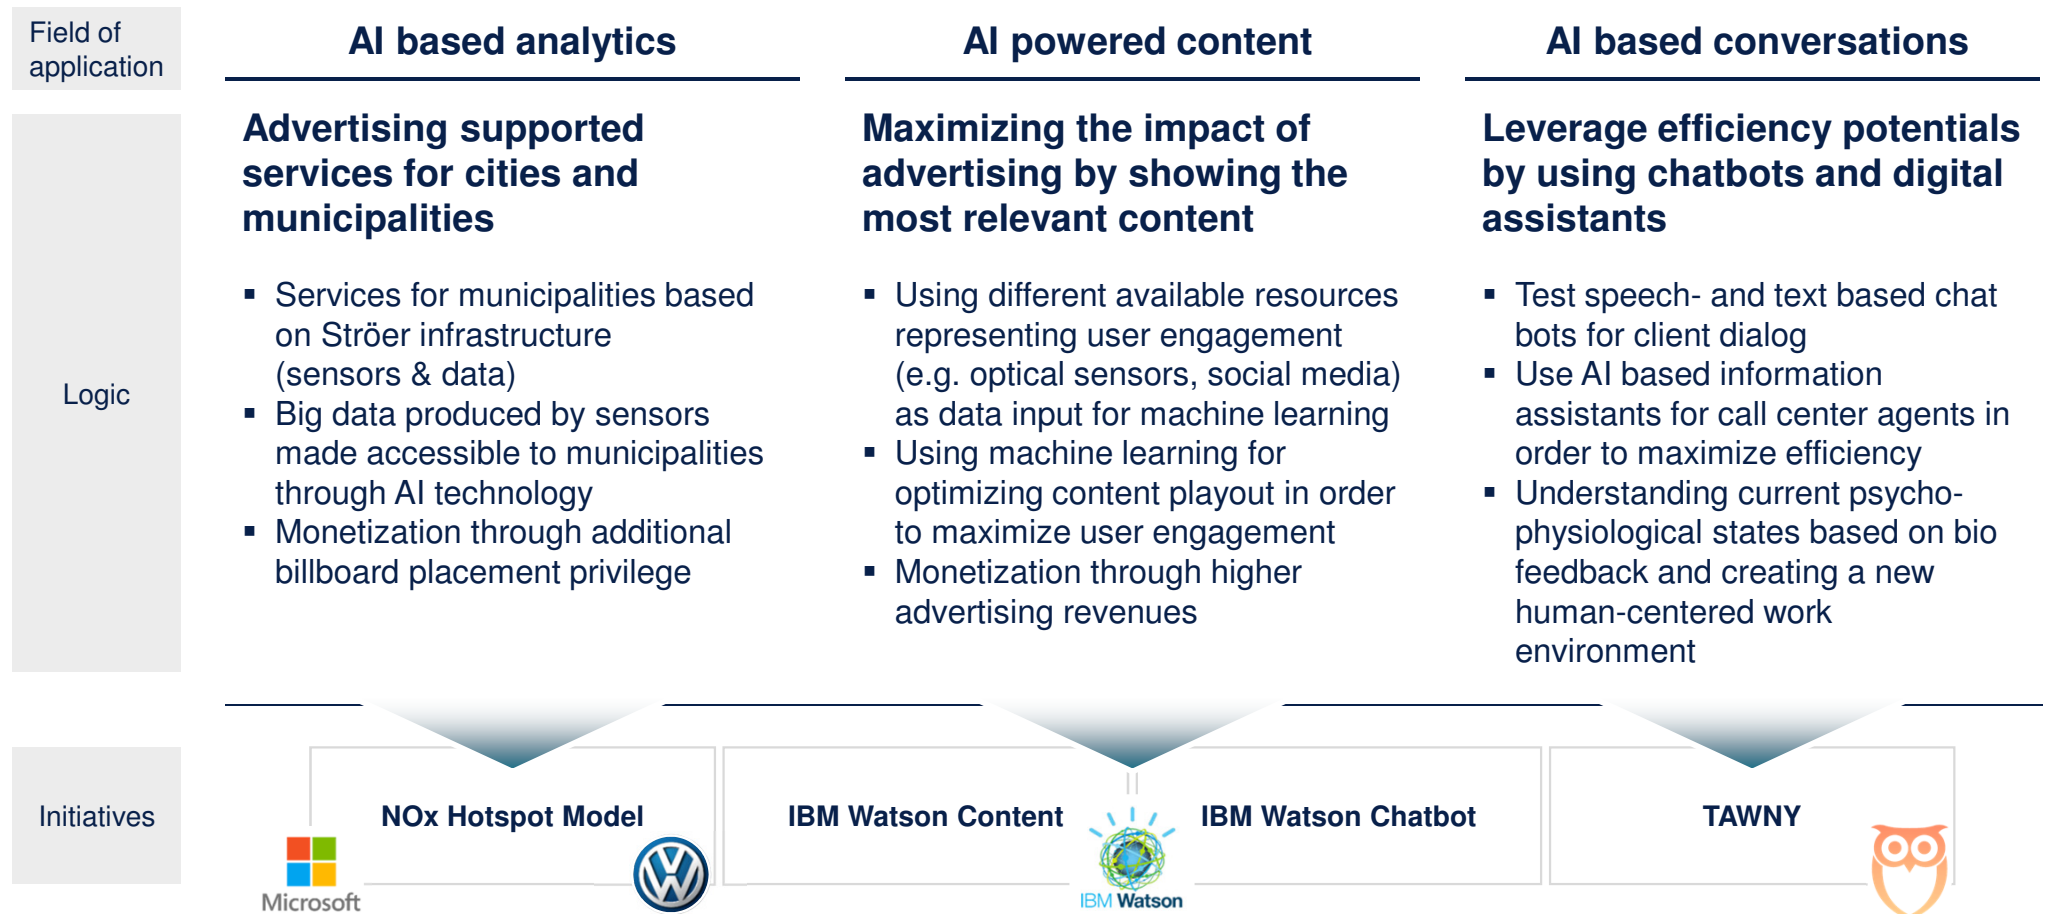 Field of
application
AI based analytics
AI powered content
AI based conversations
Logic
Advertising supported
services for cities and
municipalities
▪ Services for municipalities based
on Ströer infrastructure
(sensors & data)
▪ Big data produced by sensors
made accessible to municipalities
through AI technology
▪ Monetization through additional
billboard placement privilege
Maximizing the impact of
advertising by showing the
most relevant content
▪ Using different available resources
representing user engagement
(e.g. optical sensors, social media)
as data input for machine learning
▪ Using machine learning for
optimizing content playout in order
to maximize user engagement
▪ Monetization through higher
advertising revenues
Leverage efficiency potentials
by using chatbots and digital
assistants
▪ Test speech- and text based chat
bots for client dialog
▪ Use AI based information
assistants for call center agents in
order to maximize efficiency
▪ Understanding current psycho-
physiological states based on bio
feedback and creating a new
human-centered work
environment
Initiatives
NOx Hotspot Model
Microsoft
VW
IBM Watson Content
IBM Watson
IBM Watson Chatbot
TAWNY